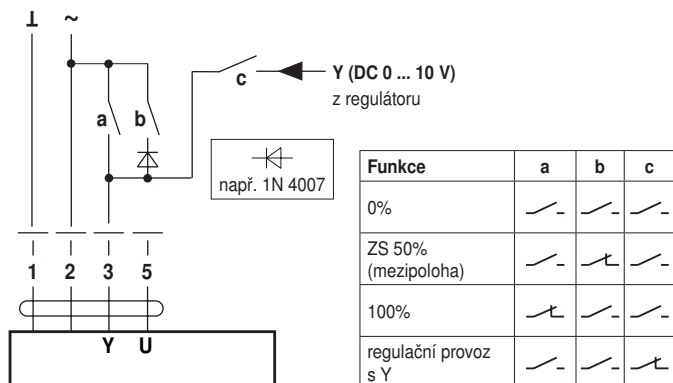 ⊥ ~
a b c
Y (DC 0 ... 10 V)
z regulátoru
např. 1N 4007
1 2 3 5
Y U
Funkce a b c
0%
ZS 50%
(mezipoloha)
100%
regulační provoz
s Y